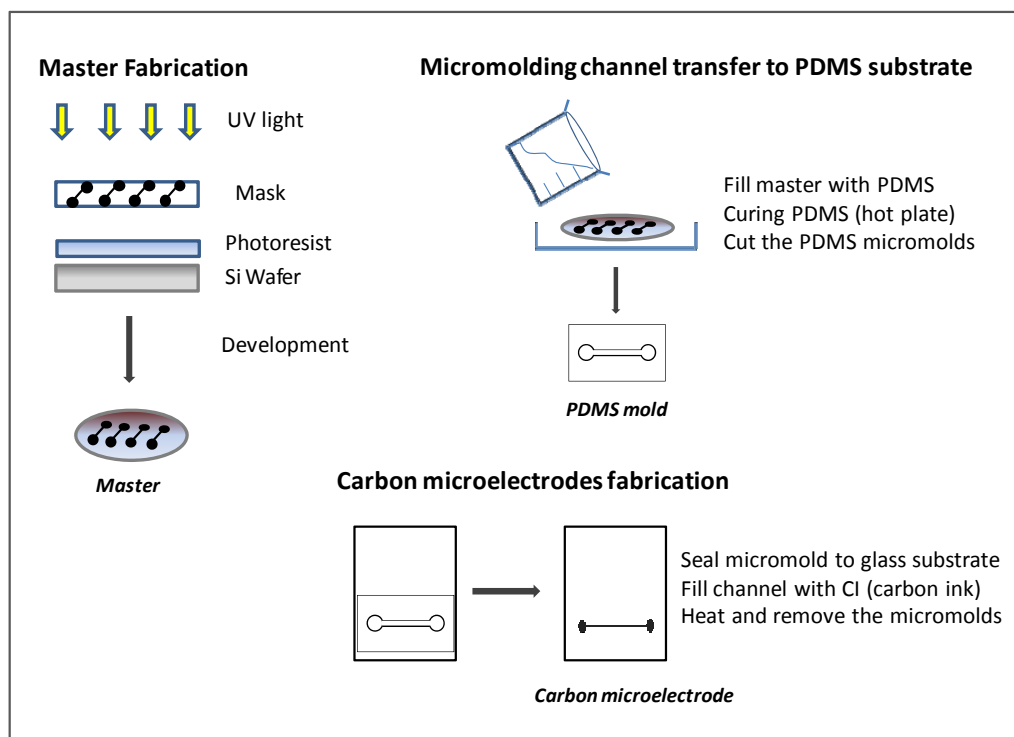 Master Fabrication
UV light
Mask
Photoresist
Si Wafer
Development
Master
Micromolding channel transfer to PDMS substrate
Fill master with PDMS
Curing PDMS (hot plate)
Cut the PDMS micromolds
PDMS mold
Carbon microelectrodes fabrication
Seal micromold to glass substrate
Fill channel with CI (carbon ink)
Heat and remove the micromolds
Carbon microelectrode